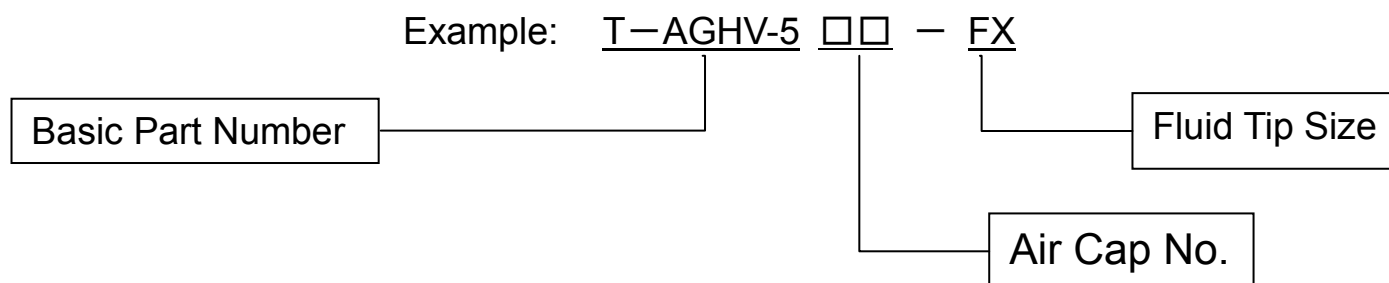 Example: T－AGHV-5 □□ － FX
Basic Part Number
Fluid Tip Size
Air Cap No.